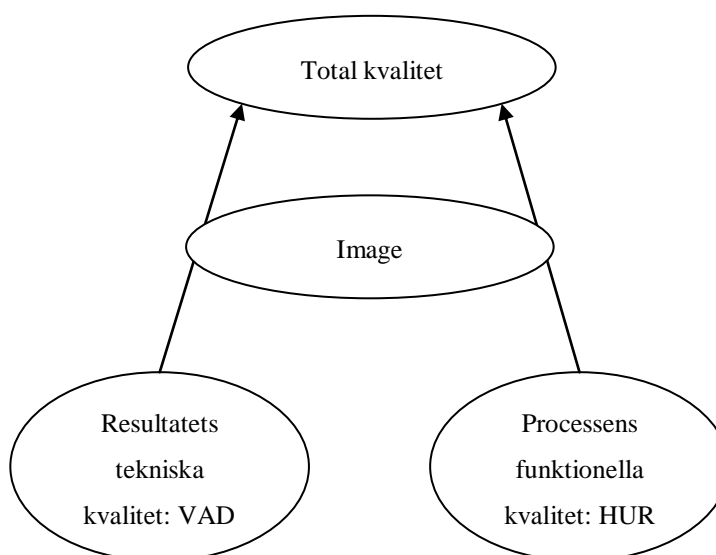 Total kvalitet
Image
Resultatets
tekniska
kvalitet: VAD
Processens
funktionella
kvalitet: HUR